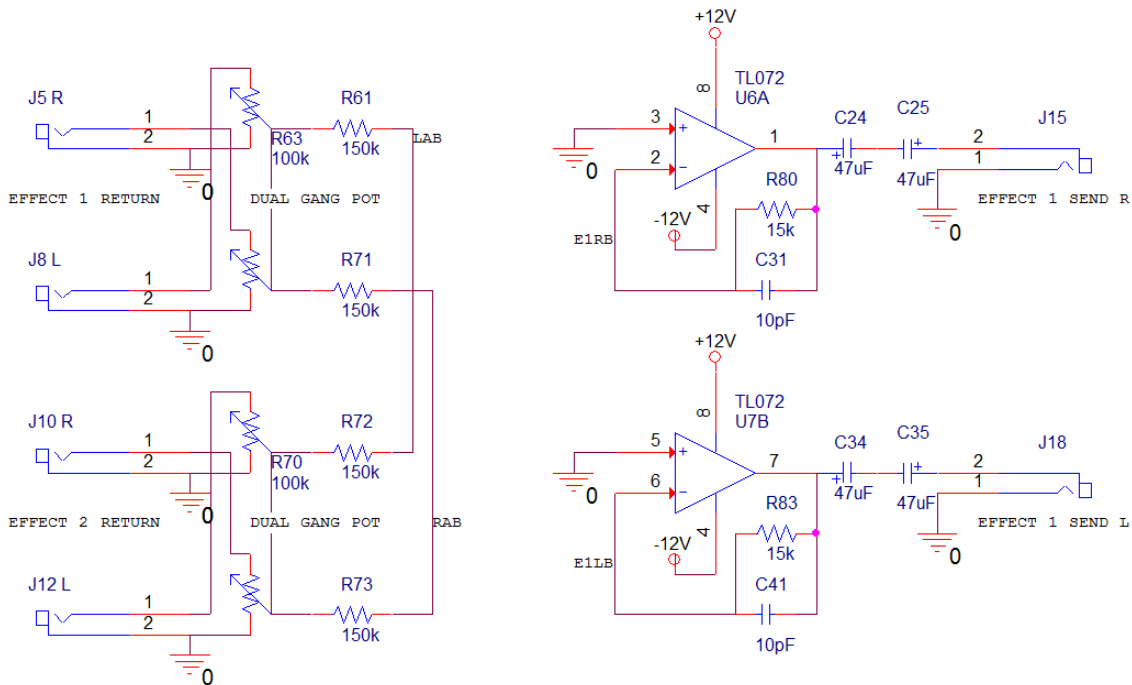 J5 R
1
2
0
R63
100k
R61
150k
LAB
EFFECT 1 RETURN
DUAL GANG POT
J8 L
1
2
0
R71
150k
J10 R
1
2
0
R70
100k
R72
150k
EFFECT 2 RETURN
DUAL GANG POT
RAB
J12 L
1
2
0
R73
150k
+12V
8
TL072
U6A
3
2
+
−
1
4
0
-12V
E1RB
R80
15k
C31
10pF
C24
+
47uF
C25
+
47uF
2
1
J15
0
EFFECT 1 SEND R
+12V
8
TL072
U7B
5
6
+
−
7
4
0
-12V
E1LB
R83
15k
C41
10pF
C34
+
47uF
C35
+
47uF
2
1
J18
0
EFFECT 1 SEND L